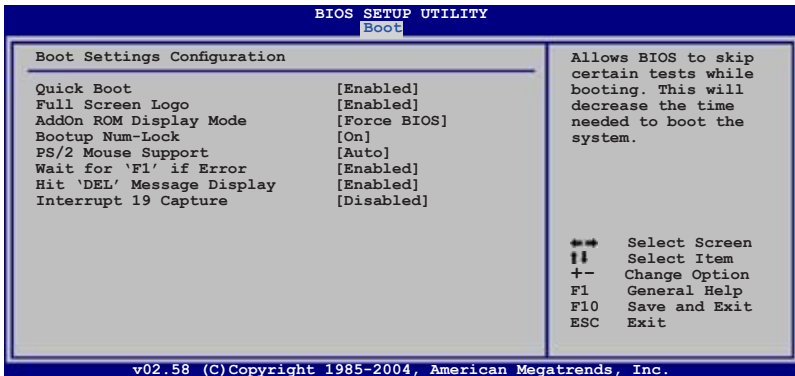 BIOS SETUP UTILITY
Boot
Boot Settings Configuration
Quick Boot [Enabled]
Full Screen Logo [Enabled]
AddOn ROM Display Mode [Force BIOS]
Bootup Num-Lock [On]
PS/2 Mouse Support [Auto]
Wait for ‘F1’ if Error [Enabled]
Hit ‘DEL’ Message Display [Enabled]
Interrupt 19 Capture [Disabled]
Allows BIOS to skip
certain tests while
booting. This will
decrease the time
needed to boot the
system.
←→ Select Screen
↑↓ Select Item
+- Change Option
F1 General Help
F10 Save and Exit
ESC Exit
v02.58 (C)Copyright 1985-2004, American Megatrends, Inc.